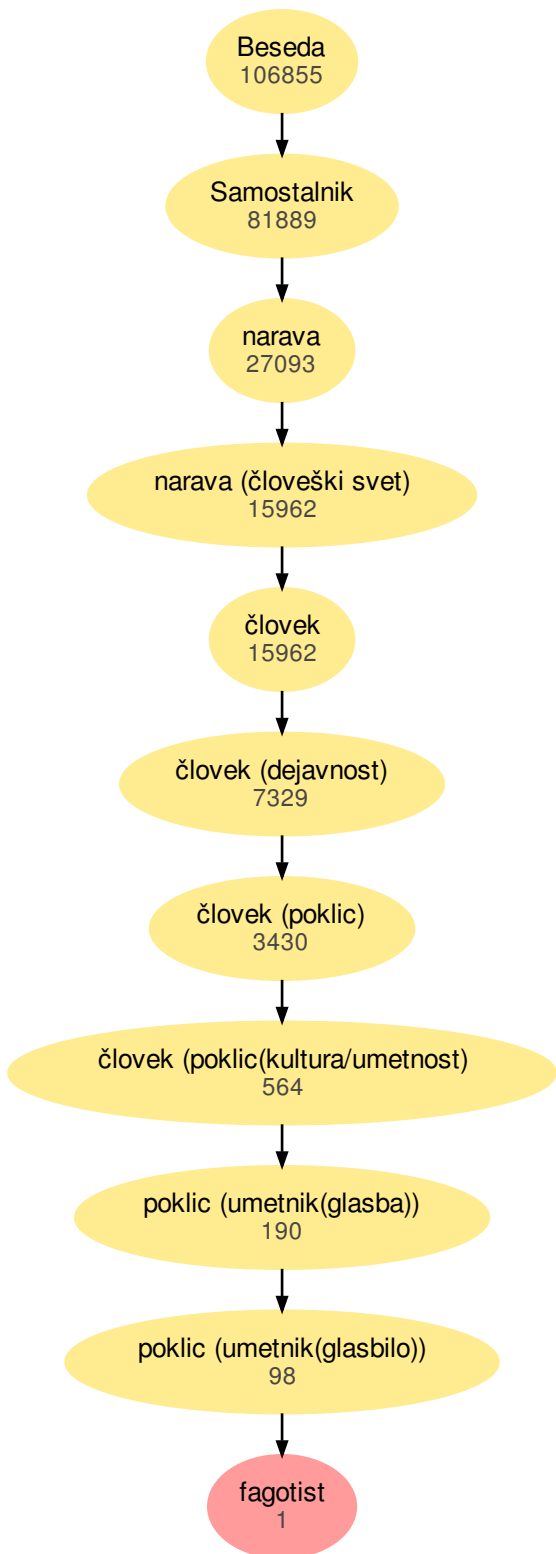 Beseda
106855
Samostalnik
81889
narava
27093
narava (človeški svet)
15962
človek
15962
človek (dejavnost)
7329
človek (poklic)
3430
človek (poklic(kultura/umetnost)
564
poklic (umetnik(glasba))
190
poklic (umetnik(glasbilo))
98
fagotist
1